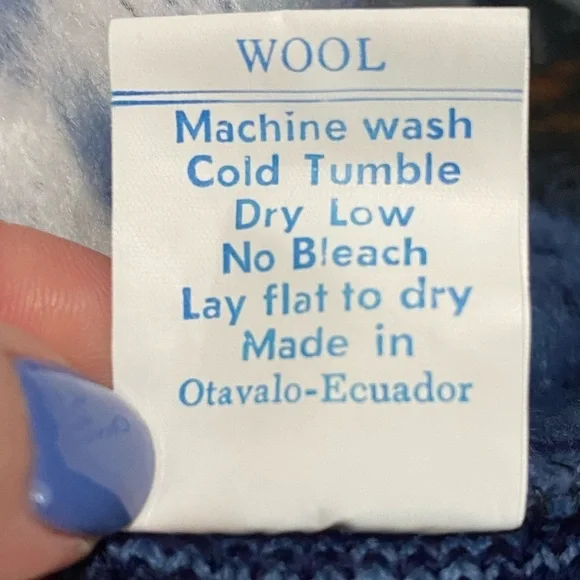 WOOL
Machine wash
Cold Tumble
Dry Low
No Bleach
Lay flat to dry
Made in
Otavalo-Ecuador